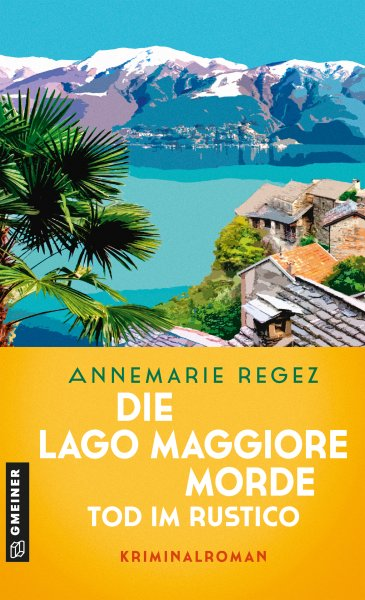 ANNEMARIE REGEZ
DIE
LAGO MAGGIORE
MORDE
TOD IM RUSTICO
KRIMINALROMAN
GMEINER